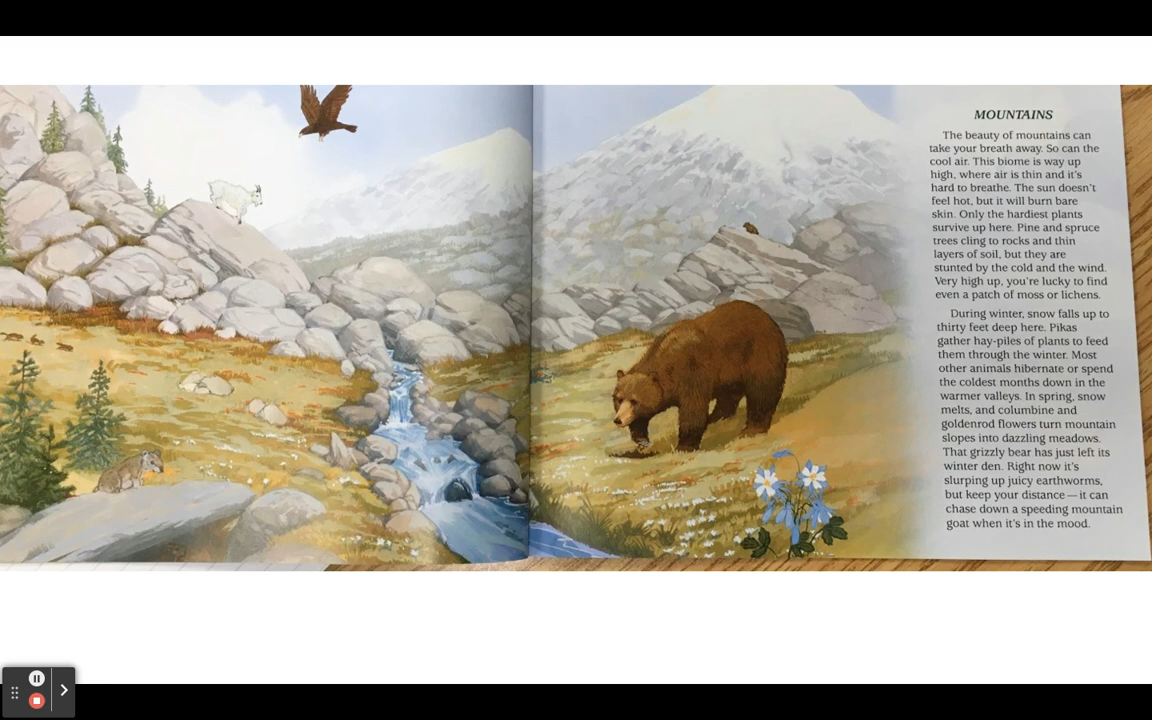 MOUNTAINS
The beauty of mountains can
take your breath away. So can the
cool air. This biome is way up
high, where air is thin and it's
hard to breathe. The sun doesn't
feel hot, but it will burn bare
skin. Only the hardiest plants
survive up here. Pine and spruce
trees cling to rocks and thin
layers of soil, but they are
stunted by the cold and the wind.
Very high up, you're lucky to find
even a patch of moss or lichens.
During winter, snow falls up to
thirty feet deep here. Pikas
gather hay-piles of plants to feed
them through the winter. Most
other animals hibernate or spend
the coldest months down in the
warmer valleys. In spring, snow
melts, and columbine and
goldenrod flowers turn mountain
slopes into dazzling meadows.
That grizzly bear has just left its
winter den. Right now it's
slurping up juicy earthworms,
but keep your distance — it can
chase down a speeding mountain
goat when it's in the mood.